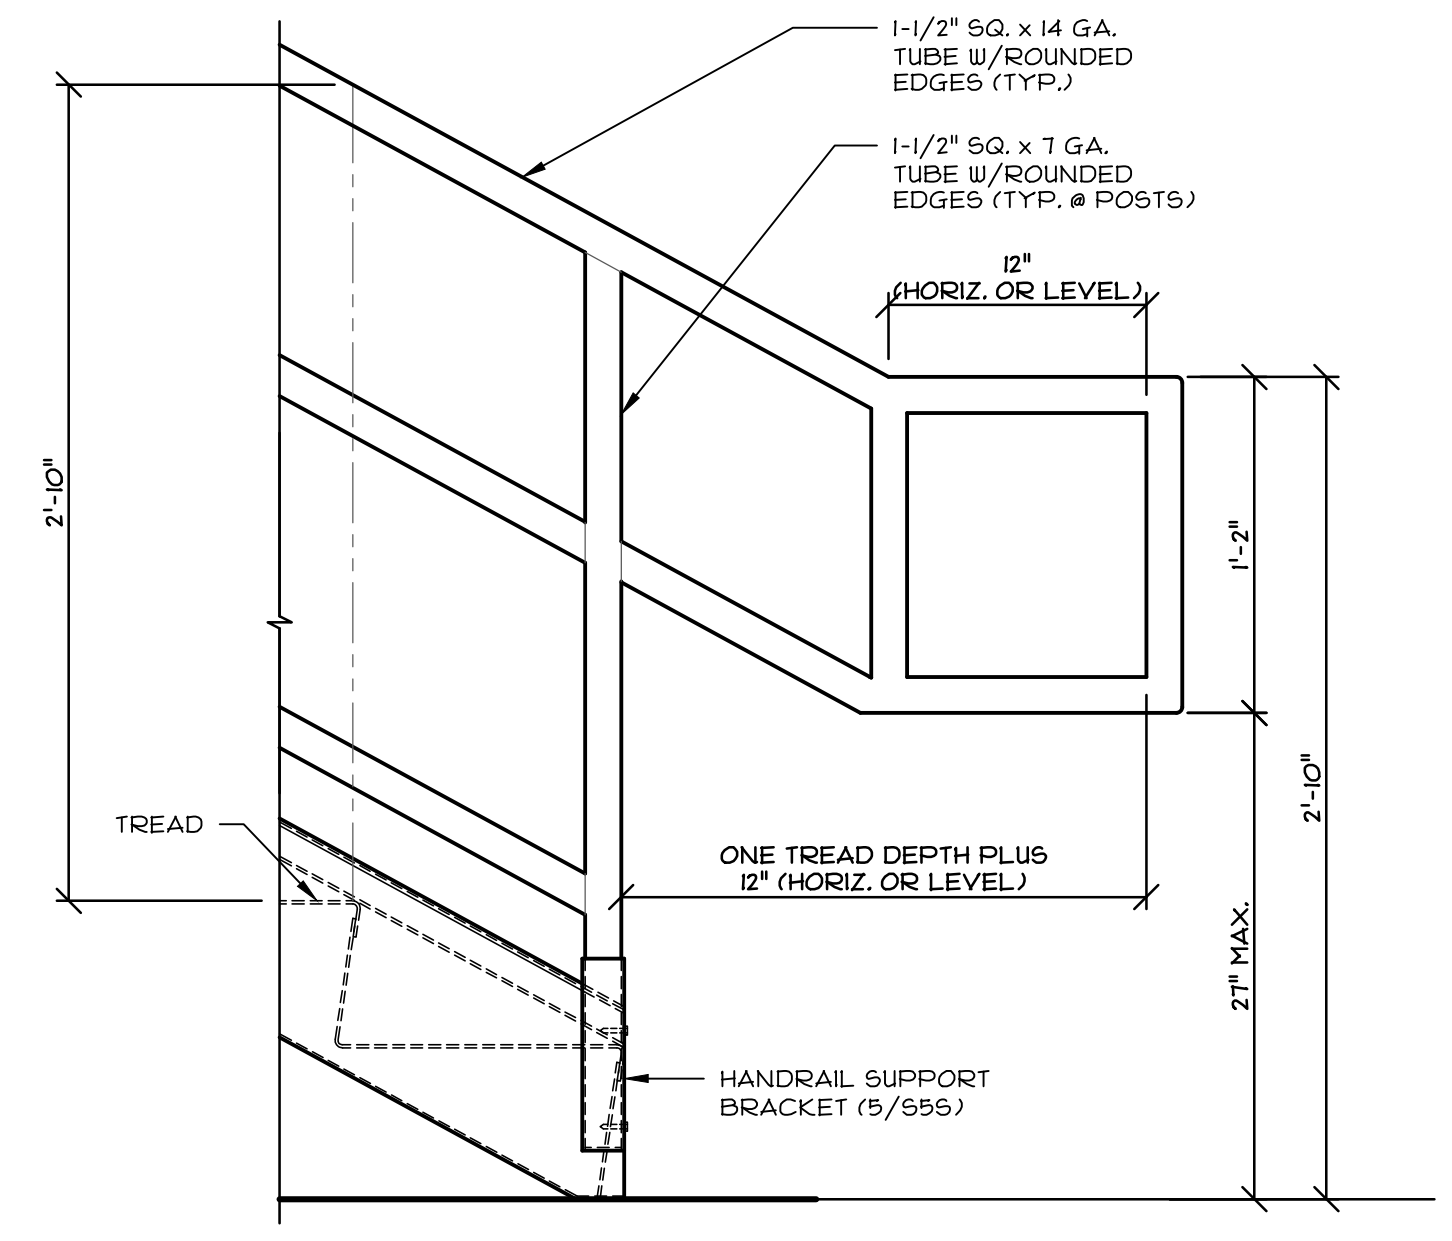 1-1/2" SQ. x 14 GA.
TUBE W/ROUNDED
EDGES (TYP.)
1-1/2" SQ. x 7 GA.
TUBE W/ROUNDED
EDGES (TYP. @ POSTS)
12"
(HORIZ. OR LEVEL)
2'-10"
1'-2"
2'-10"
TREAD
ONE TREAD DEPTH PLUS
12" (HORIZ. OR LEVEL)
27" MAX.
HANDRAIL SUPPORT
BRACKET (5/S5S)